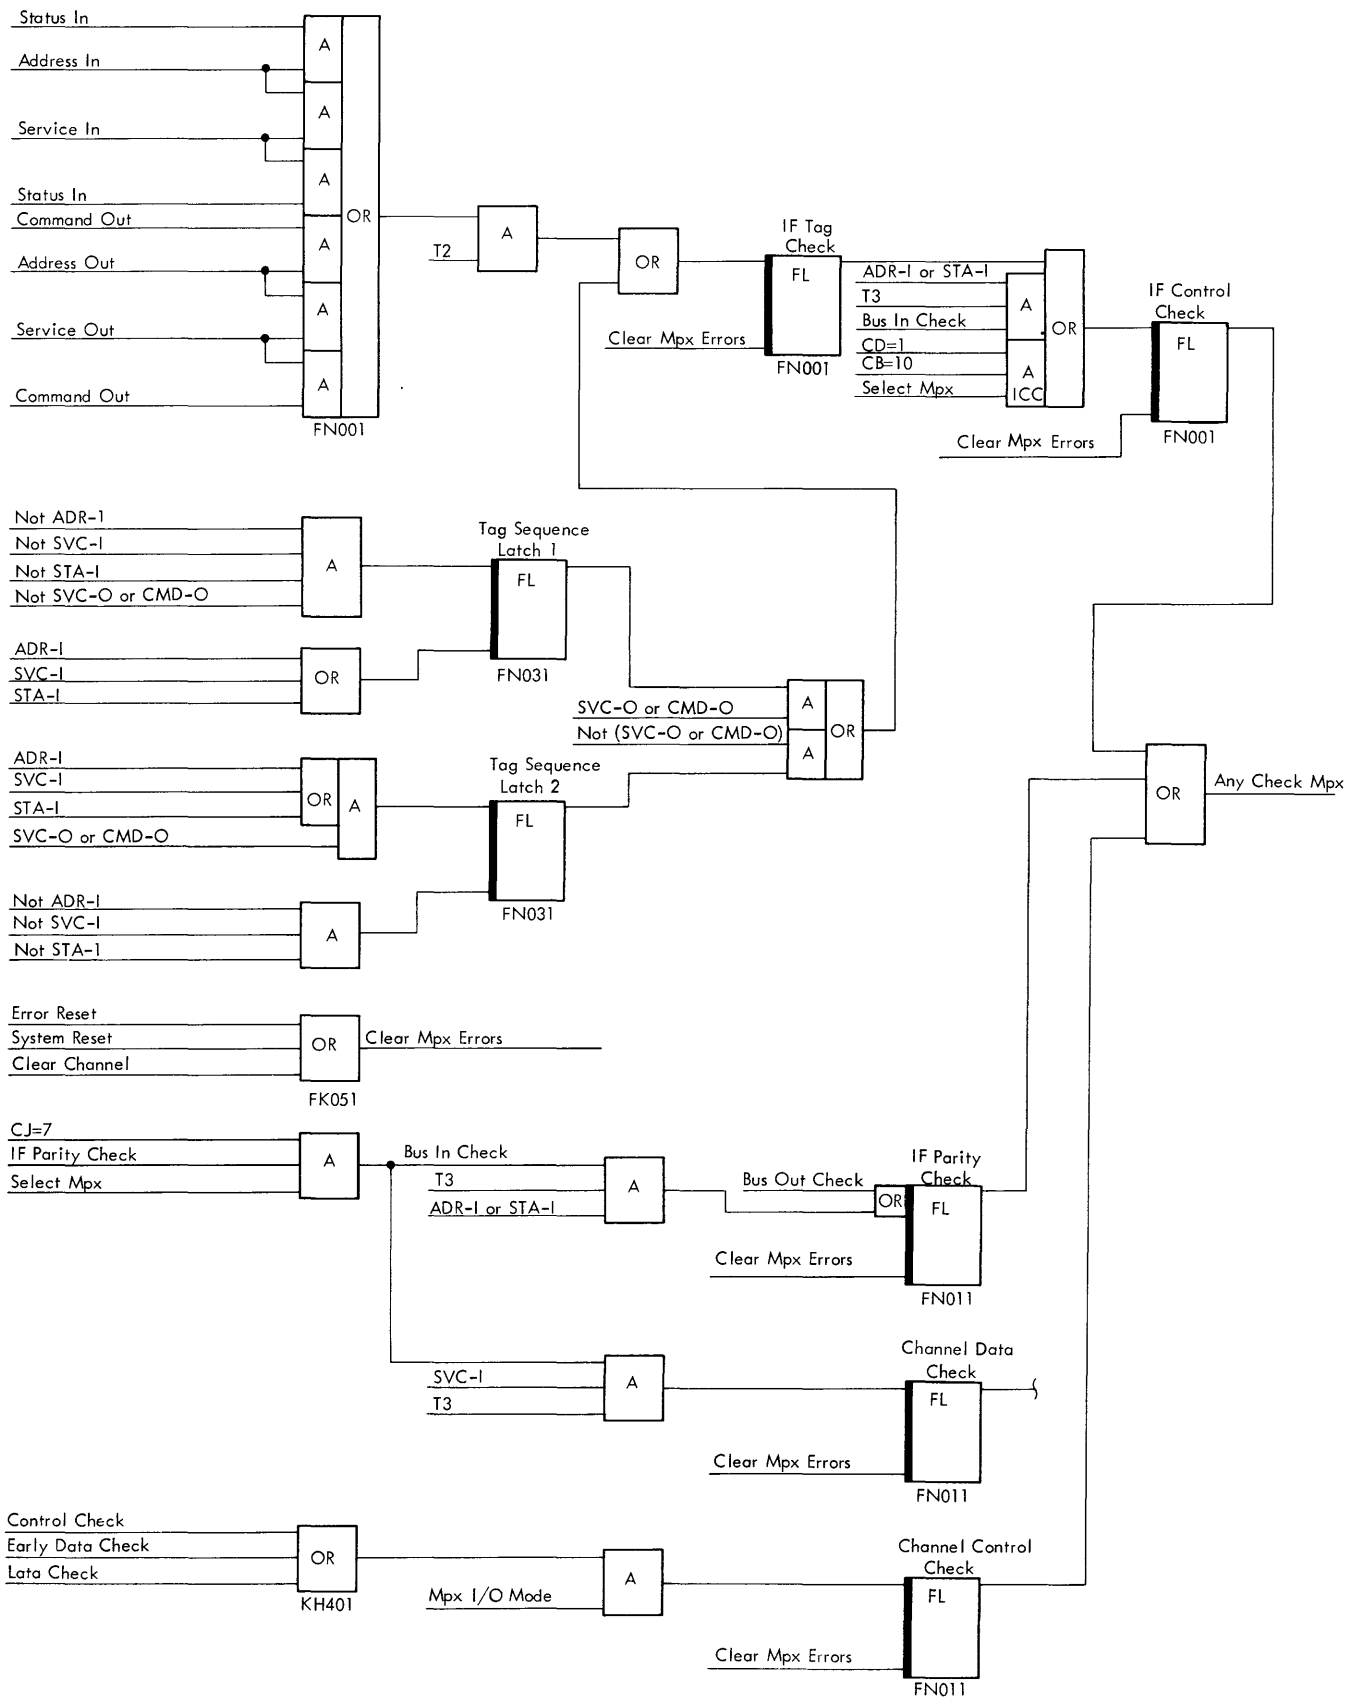 Status In
A
Address In
A
Service In
A
Status In
OR
Command Out
A
Address Out
A
Service Out
A
Command Out
FN001
A
T2
OR
IF Tag
Check
FL
Clear Mpx Errors
FN001
ADR-I or STA-I
T3
A
Bus In Check
OR
CD=1
CB=10
A
Select Mpx
ICC
IF Control
Check
FL
Clear Mpx Errors
FN001
Not ADR-1
Not SVC-I
A
Not STA-I
Not SVC-O or CMD-O
Tag Sequence
Latch 1
FL
FN031
ADR-I
SVC-I
OR
STA-I
SVC-O or CMD-O
A
Not (SVC-O or CMD-O)
OR
A
ADR-I
SVC-I
OR
A
STA-I
SVC-O or CMD-O
Tag Sequence
Latch 2
FL
FN031
Not ADR-I
Not SVC-I
A
Not STA-1
OR
Any Check Mpx
Error Reset
System Reset
OR
Clear Mpx Errors
Clear Channel
FK051
CJ=7
IF Parity Check
A
Select Mpx
Bus In Check
T3
A
ADR-I or STA-I
Bus Out Check
OR
IF Parity
Check
FL
Clear Mpx Errors
FN011
SVC-I
A
T3
Channel Data
Check
FL
Clear Mpx Errors
FN011
Control Check
Early Data Check
OR
Lata Check
KH401
A
Mpx I/O Mode
Channel Control
Check
FL
Clear Mpx Errors
FN011